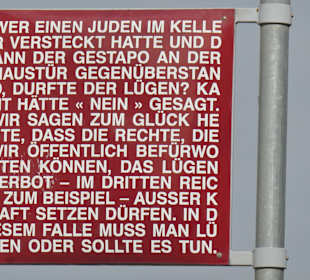 WER EINEN JUDEN IM KELLE
R VERSTECKT HATTE UND D
ANN DER GESTAPO AN DER
HAUSTÜR GEGENÜBERSTAN
D, DURFTE DER LÜGEN? KA
NT HÄTTE « NEIN » GESAGT.
WIR SAGEN ZUM GLÜCK HE
TE, DASS DIE RECHTE, DIE
WIR ÖFFENTLICH BEFÜRWO
TEN KÖNNEN, DAS LÜGEN
ERBOT – IM DRITTEN REIC
ZUM BEISPIEL – AUSSER K
AFT SETZEN DÜRFEN. IN D
ESEM FALLE MUSS MAN LÜ
EN ODER SOLLTE ES TUN.